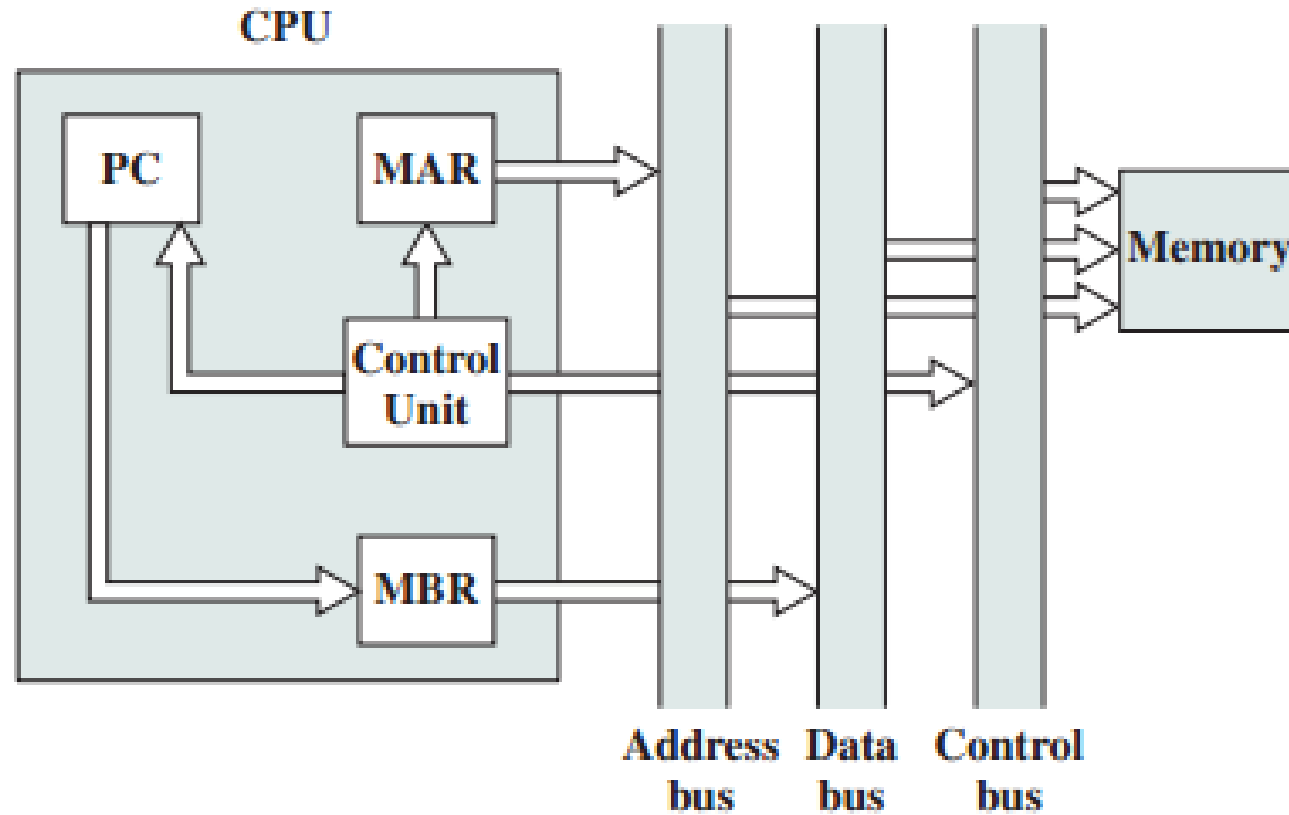 CPU
PC
MAR
Memory
Control
Unit
MBR
Address
bus
Data
bus
Control
bus